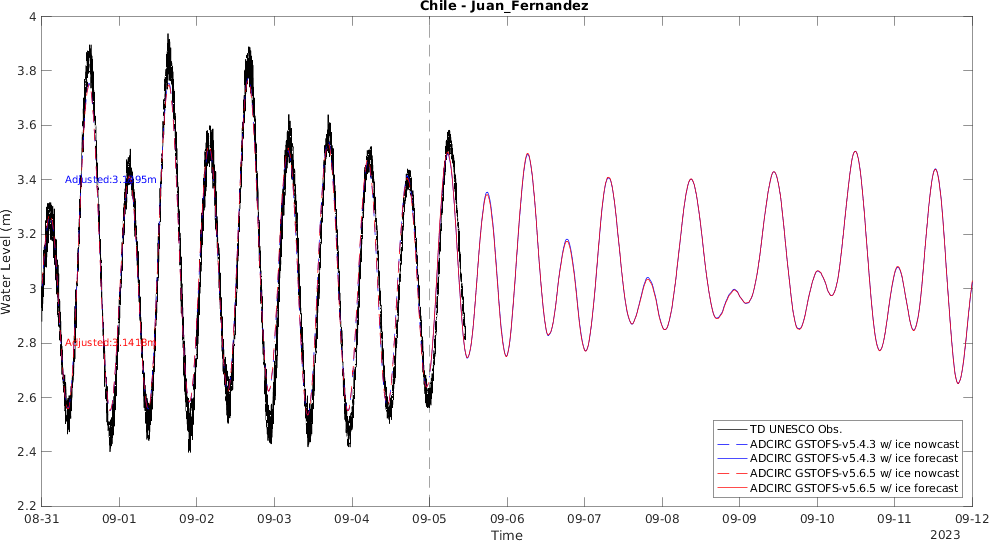 Chile - Juan_Fernandez
4
3.8
3.6
3.4
3.2
3
2.8
2.6
2.4
2.2
Water Level (m)
Adjusted:3.1495m
Adjusted:3.1418m
TD UNESCO Obs.
ADCIRC GSTOFS-v5.4.3 w/ ice nowcast
ADCIRC GSTOFS-v5.4.3 w/ ice forecast
ADCIRC GSTOFS-v5.6.5 w/ ice nowcast
ADCIRC GSTOFS-v5.6.5 w/ ice forecast
08-31 09-01 09-02 09-03 09-04 09-05 09-06 09-07 09-08 09-09 09-10 09-11 09-12
Time
2023